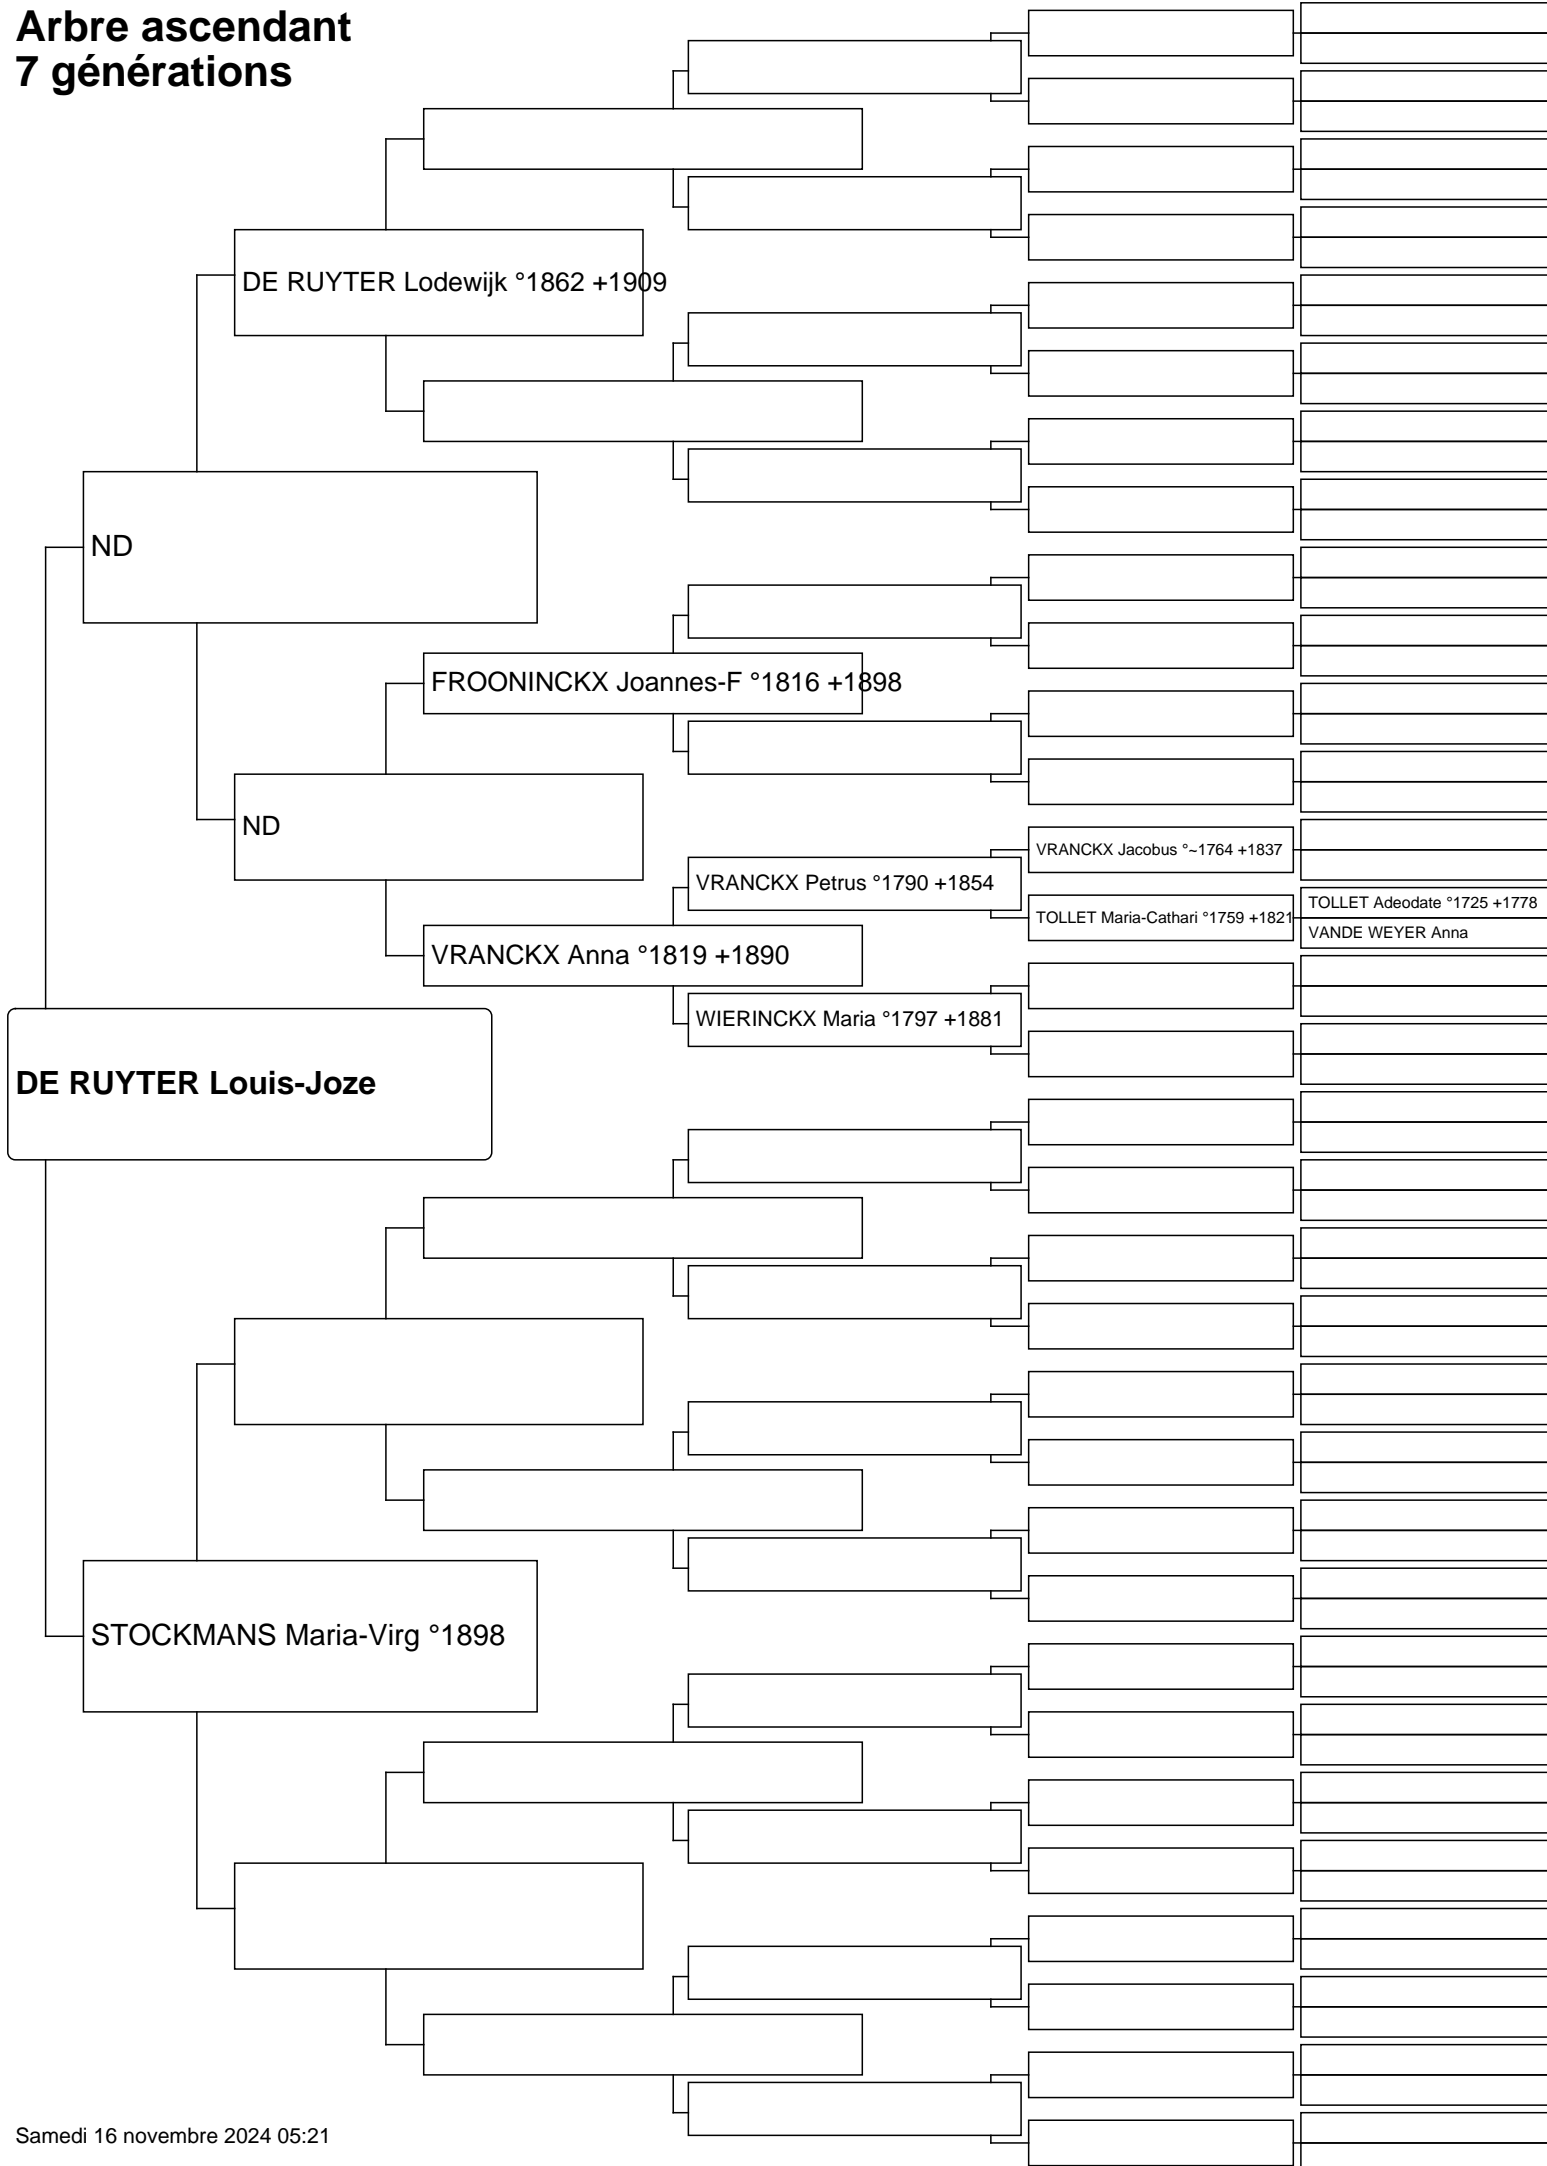 Arbre ascendant
7 générations
DE RUYTER Lodewijk °1862 +1909
ND
FROONINCKX Joannes-F °1816 +1898
ND
VRANCKX Jacobus °~1764 +1837
VRANCKX Petrus °1790 +1854
TOLLET Maria-Cathari °1759 +1821
TOLLET Adeodate °1725 +1778
VANDE WEYER Anna
VRANCKX Anna °1819 +1890
WIERINCKX Maria °1797 +1881
DE RUYTER Louis-Joze
STOCKMANS Maria-Virg °1898
Samedi 16 novembre 2024 05:21